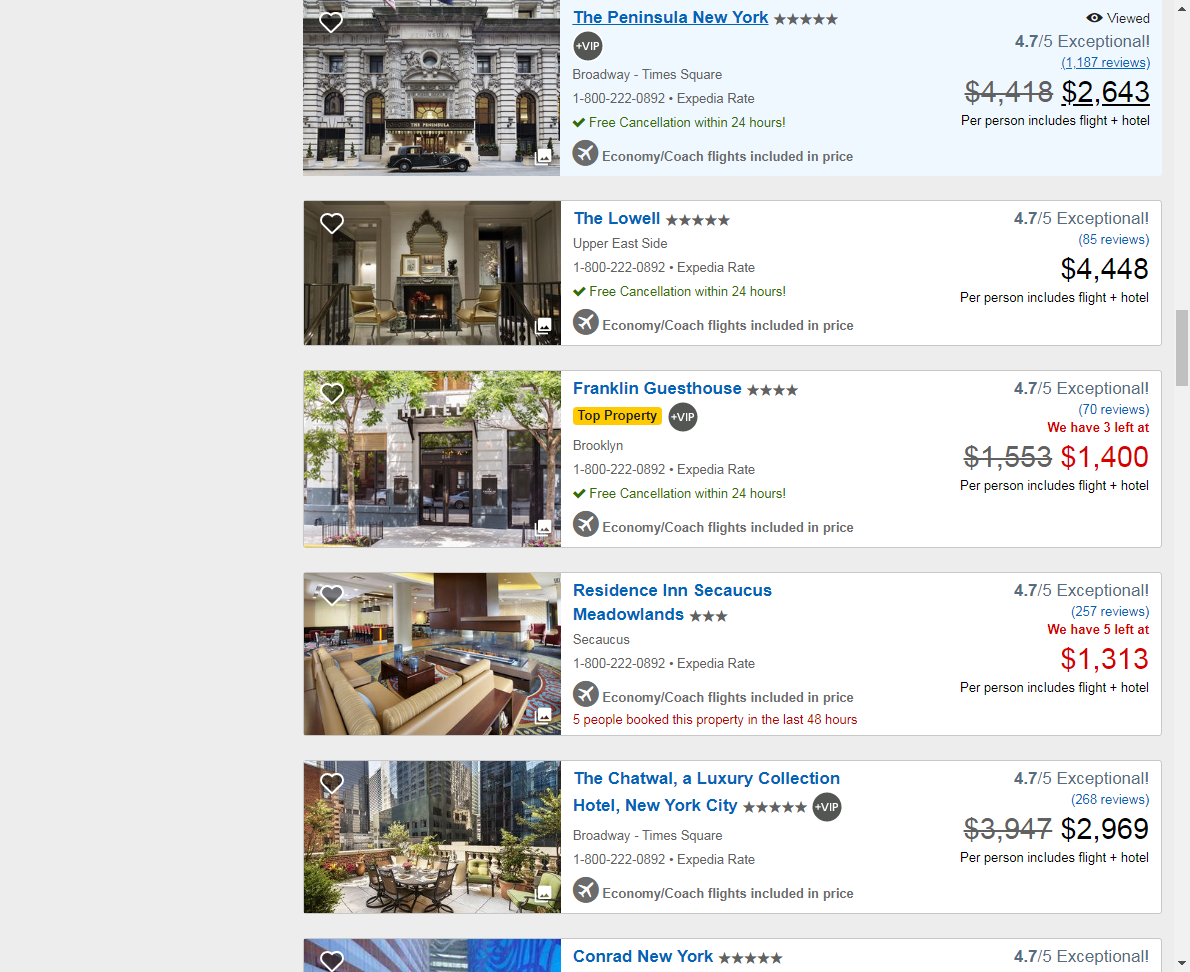 The Peninsula New York
Viewed
+VIP
4.7/5 Exceptional!
(1,187 reviews)
Broadway - Times Square
$4,418 $2,643
1-800-222-0892 • Expedia Rate
Per person includes flight + hotel
Free Cancellation within 24 hours!
Economy/Coach flights included in price
THE PENINSULA
The Lowell
4.7/5 Exceptional!
Upper East Side
(85 reviews)
1-800-222-0892 • Expedia Rate
$4,448
Free Cancellation within 24 hours!
Per person includes flight + hotel
Economy/Coach flights included in price
HOTEL
Franklin Guesthouse
4.7/5 Exceptional!
Top Property +VIP
(70 reviews)
We have 3 left at
Brooklyn
$1,553 $1,400
1-800-222-0892 • Expedia Rate
Per person includes flight + hotel
Free Cancellation within 24 hours!
Economy/Coach flights included in price
Residence Inn Secaucus
Meadowlands
4.7/5 Exceptional!
(257 reviews)
We have 5 left at
Secaucus
$1,313
1-800-222-0892 • Expedia Rate
Per person includes flight + hotel
Economy/Coach flights included in price
5 people booked this property in the last 48 hours
The Chatwal, a Luxury Collection
Hotel, New York City +VIP
4.7/5 Exceptional!
(268 reviews)
Broadway - Times Square
$3,947 $2,969
1-800-222-0892 • Expedia Rate
Per person includes flight + hotel
Economy/Coach flights included in price
Conrad New York
4.7/5 Exceptional!